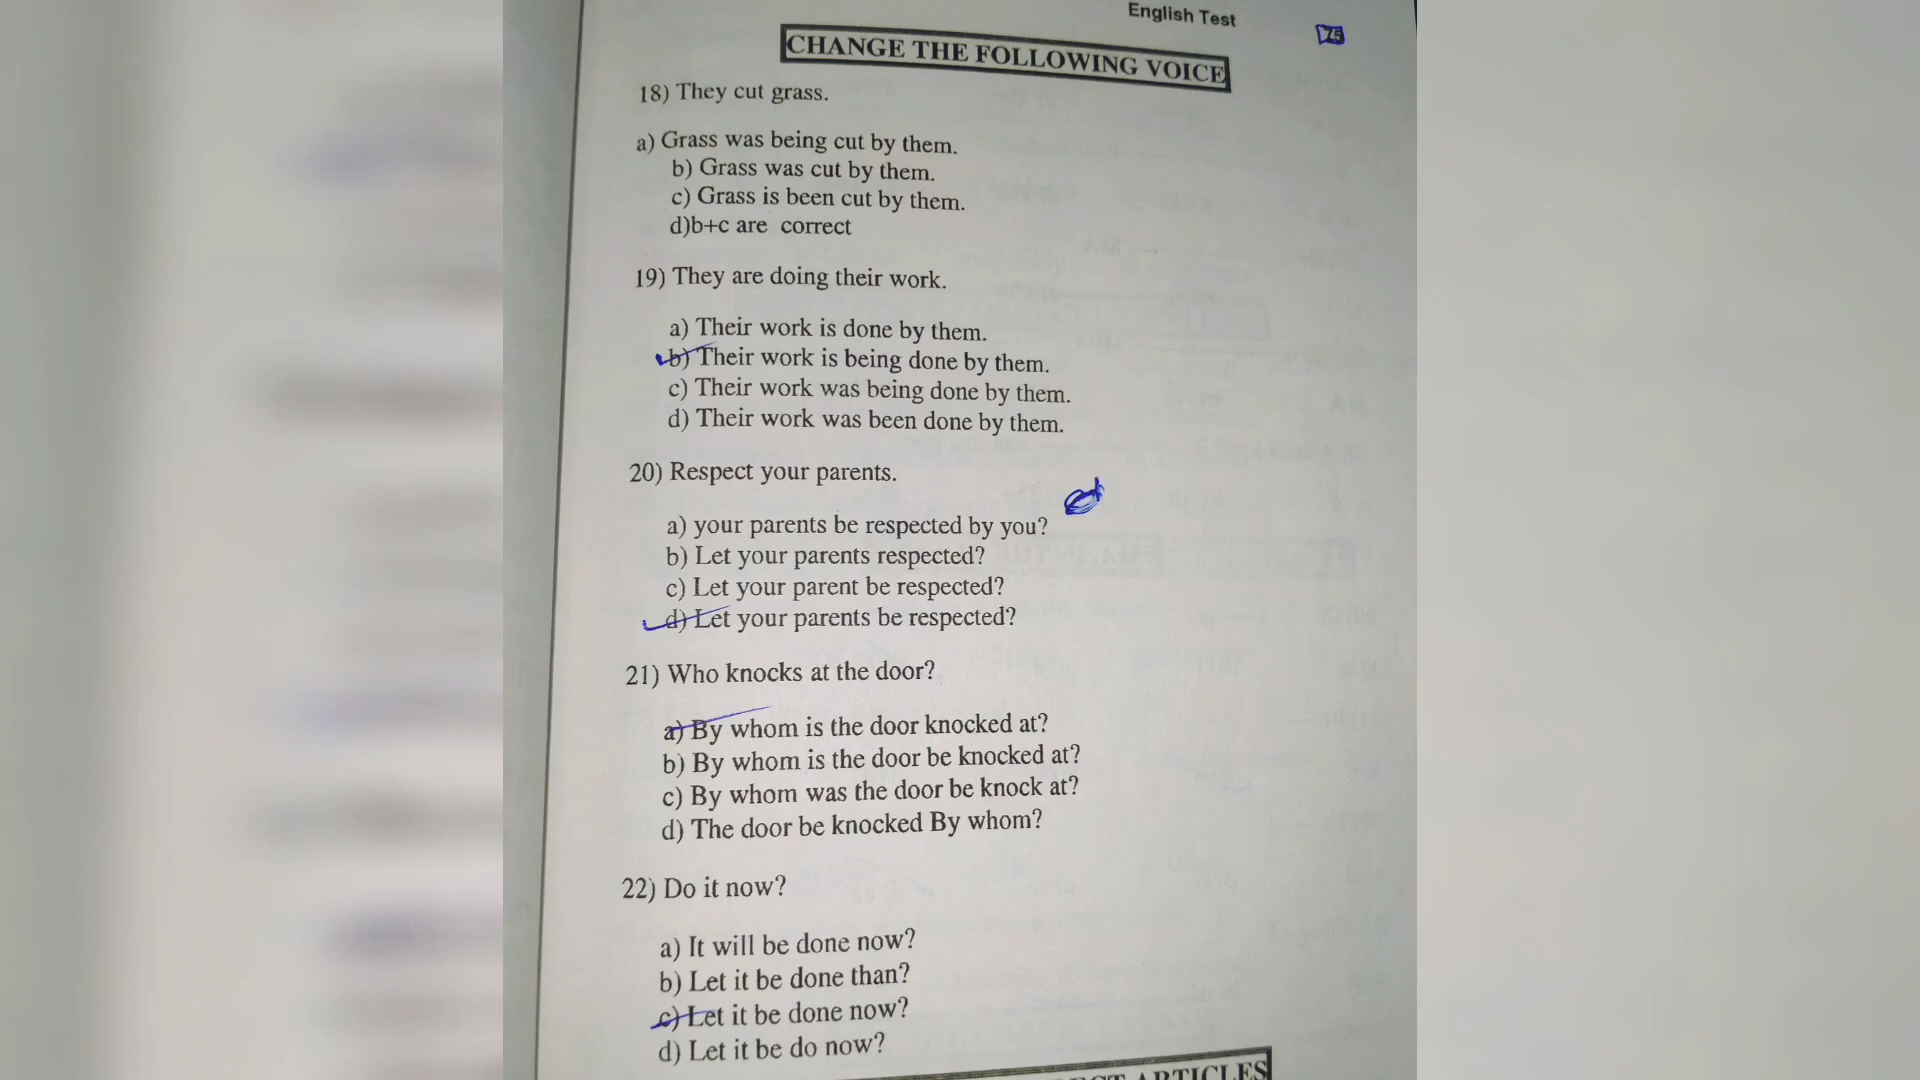 English Test
75
CHANGE THE FOLLOWING VOICE
18) They cut grass.
a) Grass was being cut by them.
b) Grass was cut by them.
c) Grass is been cut by them.
d)b+c are correct
19) They are doing their work.
a) Their work is done by them.
b) Their work is being done by them.
c) Their work was being done by them.
d) Their work was been done by them.
20) Respect your parents.
a) your parents be respected by you?
b) Let your parents respected?
c) Let your parent be respected?
d) Let your parents be respected?
21) Who knocks at the door?
a) By whom is the door knocked at?
b) By whom is the door be knocked at?
c) By whom was the door be knock at?
d) The door be knocked By whom?
22) Do it now?
a) It will be done now?
b) Let it be done than?
c) Let it be done now?
d) Let it be do now?
ARTICLES